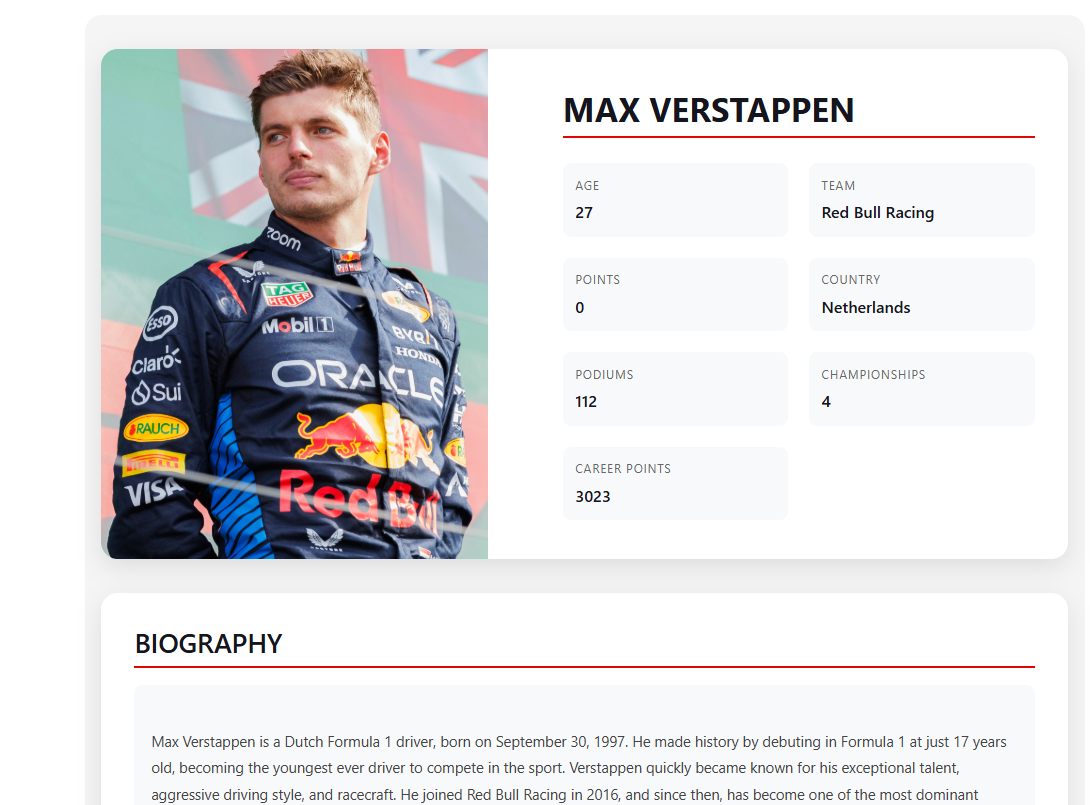 MAX VERSTAPPEN
AGE
27
TEAM
Red Bull Racing
POINTS
0
COUNTRY
Netherlands
PODIUMS
112
CHAMPIONSHIPS
4
CAREER POINTS
3023
zoom
Red Bull
TAG
HEUER
Mobil 1
Esso
BYBIT
HONDA
Claro
ORACLE
Sui
RAUCH
PIRELLI
VISA
Red Bull
BIOGRAPHY
Max Verstappen is a Dutch Formula 1 driver, born on September 30, 1997. He made history by debuting in Formula 1 at just 17 years
old, becoming the youngest ever driver to compete in the sport. Verstappen quickly became known for his exceptional talent,
aggressive driving style, and racecraft. He joined Red Bull Racing in 2016, and since then, has become one of the most dominant